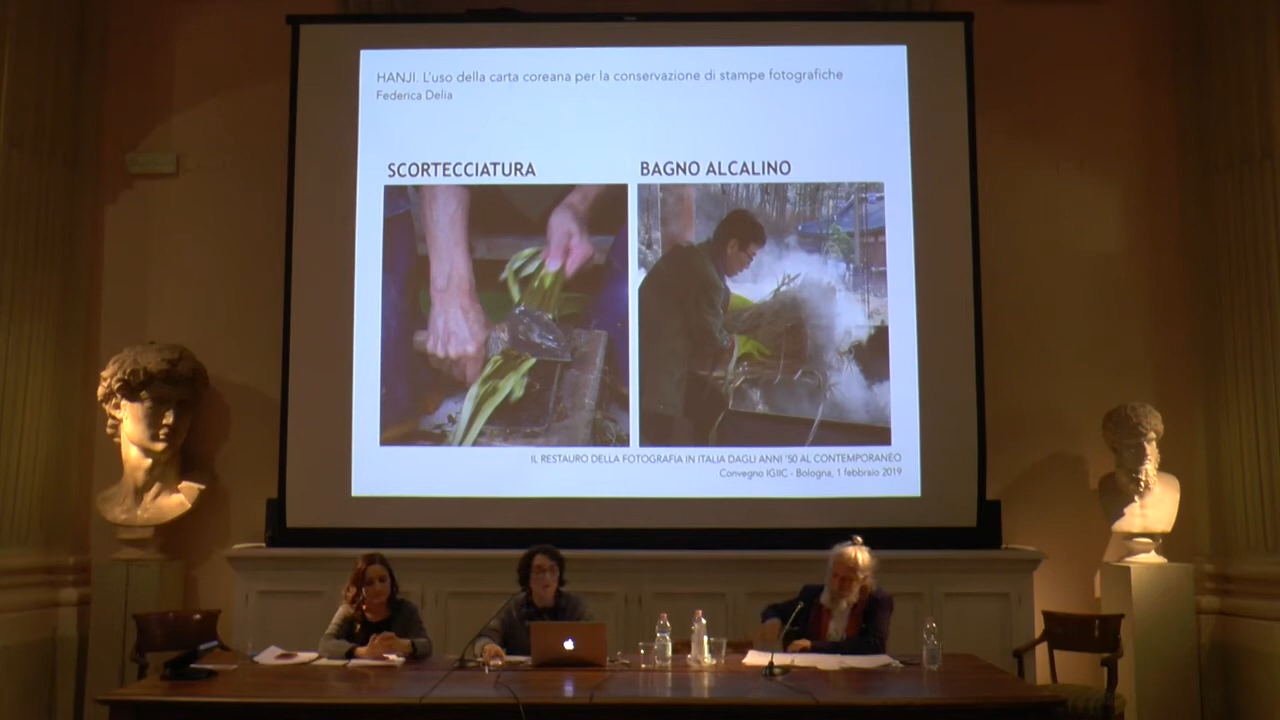 HANJI. L'uso della carta coreana per la conservazione di stampe fotografiche
Federica Delia
SCORTECCIATURA
BAGNO ALCALINO
IL RESTAURO DELLA FOTOGRAFIA IN ITALIA DAGLI ANNI '50 AL CONTEMPORANEO
Convegno IGIIC - Bologna, 1 febbraio 2019